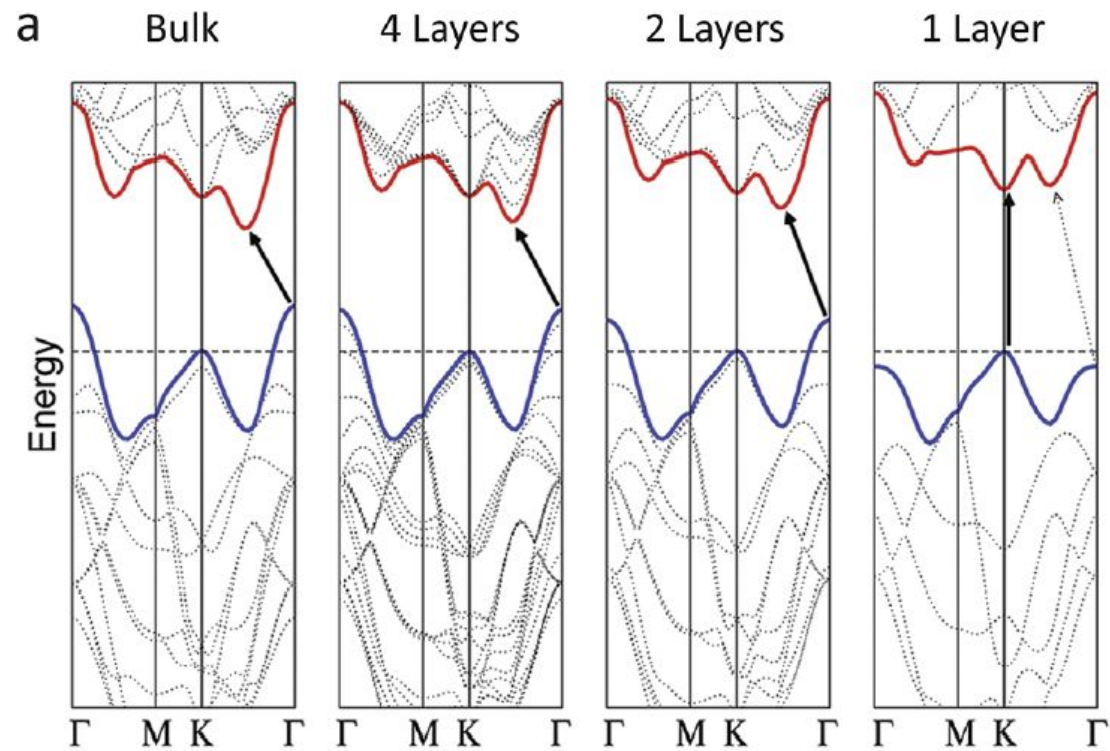 a
Bulk
4 Layers
2 Layers
1 Layer
Energy
Γ M K Γ
Γ M K Γ
Γ M K Γ
Γ M K Γ